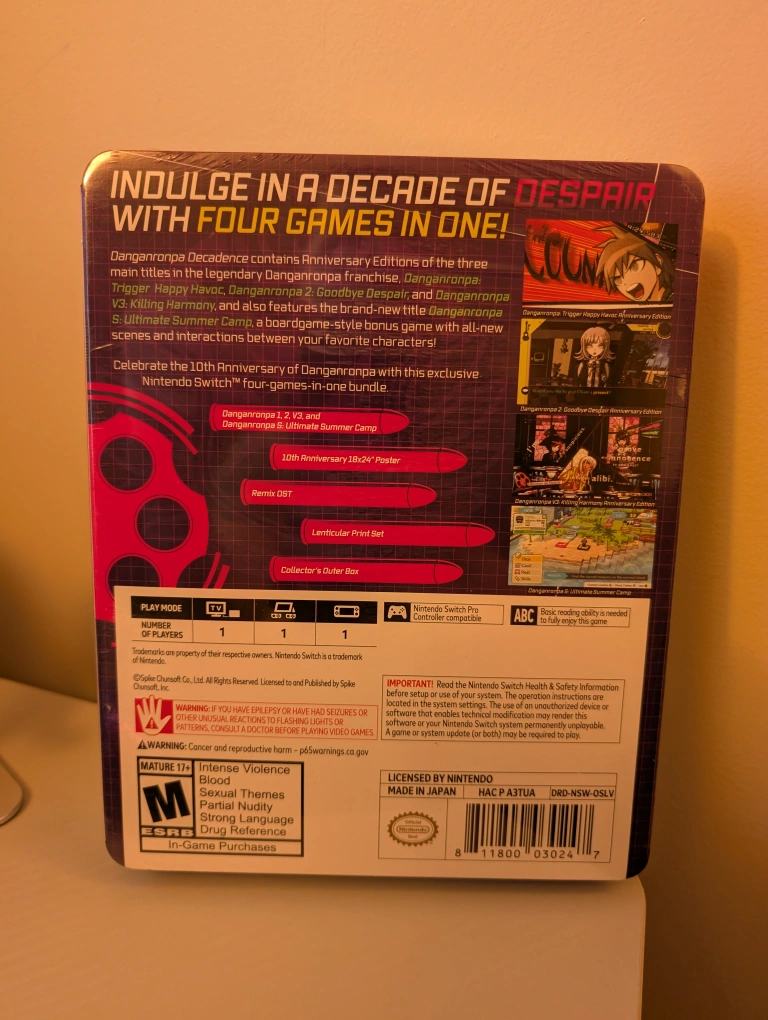 INDULGE IN A DECADE OF DESPAIR
WITH FOUR GAMES IN ONE!
Danganronpa Decadence contains Anniversary Editions of the three
main titles in the legendary Danganronpa franchise, Danganronpa:
Trigger Happy Havoc, Danganronpa 2: Goodbye Despair, and Danganronpa
V3: Killing Harmony, and also features the brand-new title Danganronpa
S: Ultimate Summer Camp, a boardgame-style bonus game with all-new
scenes and interactions between your favorite characters!
Celebrate the 10th Anniversary of Danganronpa with this exclusive
Nintendo Switch™ four-games-in-one bundle.
Danganronpa 1, 2, V3, and
Danganronpa S: Ultimate Summer Camp
10th Anniversary 18x24" Poster
Remix OST
Lenticular Print Set
Collector's Outer Box
Danganronpa: Trigger Happy Havoc Anniversary Edition
Danganronpa 2: Goodbye Despair Anniversary Edition
alibi.
Danganronpa V3: Killing Harmony Anniversary Edition
Danganronpa S: Ultimate Summer Camp
PLAY MODE
TV
NUMBER
OF PLAYERS
1
1
1
Nintendo Switch Pro
Controller compatible
ABC
Basic reading ability is needed
to fully enjoy this game
Trademarks are property of their respective owners. Nintendo Switch is a trademark
of Nintendo.
©Spike Chunsoft Co., Ltd. All Rights Reserved. Licensed to and Published by Spike
Chunsoft, Inc.
WARNING: IF YOU HAVE EPILEPSY OR HAVE HAD SEIZURES OR
OTHER UNUSUAL REACTIONS TO FLASHING LIGHTS OR
PATTERNS, CONSULT A DOCTOR BEFORE PLAYING VIDEO GAMES.
WARNING: Cancer and reproductive harm – p65warnings.ca.gov
IMPORTANT! Read the Nintendo Switch Health & Safety Information
before setup or use of your system. The operation instructions are
located in the system settings. The use of an unauthorized device or
software that enables technical modification may render this
software or your Nintendo Switch system permanently unplayable.
A game or system update (or both) may be required to play.
MATURE 17+
M
ESRB
Intense Violence
Blood
Sexual Themes
Partial Nudity
Strong Language
Drug Reference
In-Game Purchases
LICENSED BY NINTENDO
MADE IN JAPAN
HAC P A3TUA
DRD-NSW-OSLV
Official
Nintendo
Seal
8 11800 03024 7